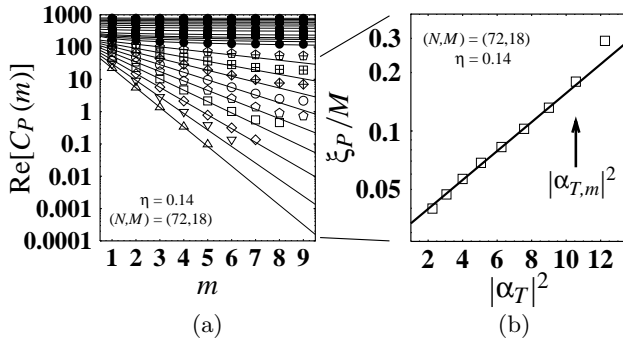 Re[C_P(m)]
1000
100
10
1
0.1
0.01
0.001
0.0001
η = 0.14
(N,M) = (72,18)
1 2 3 4 5 6 7 8 9
m
(a)
ξ_P/M
0.3
0.2
0.1
0.05
(N,M) = (72,18)
η = 0.14
|α_{T,m}|^2
2 4 6 8 10 12
|α_T|^2
(b)